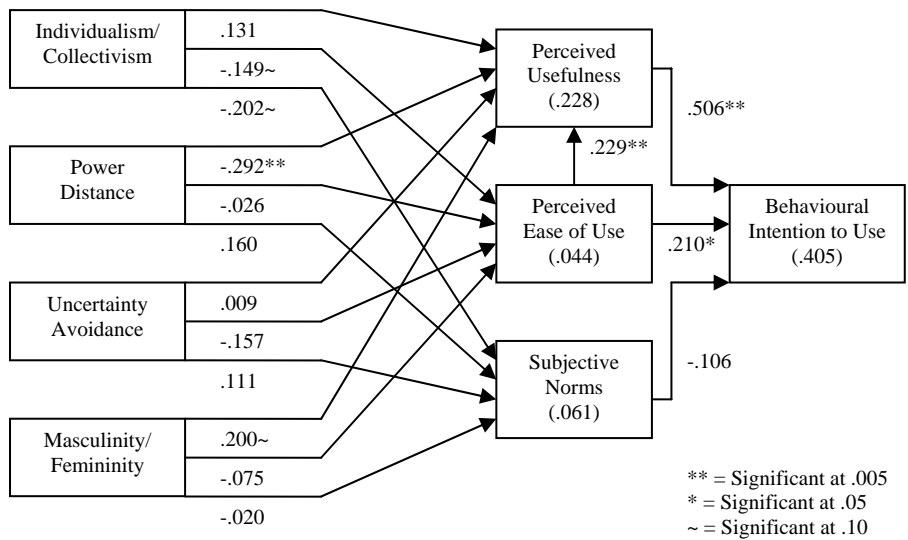 Individualism/
Collectivism
.131
-.149~
-.202~
Power
Distance
-.292**
-.026
.160
Uncertainty
Avoidance
.009
-.157
.111
Masculinity/
Femininity
.200~
-.075
-.020
Perceived
Usefulness
(.228)
.229**
Perceived
Ease of Use
(.044)
Subjective
Norms
(.061)
.506**
.210*
-.106
Behavioural
Intention to Use
(.405)
** = Significant at .005
* = Significant at .05
~ = Significant at .10